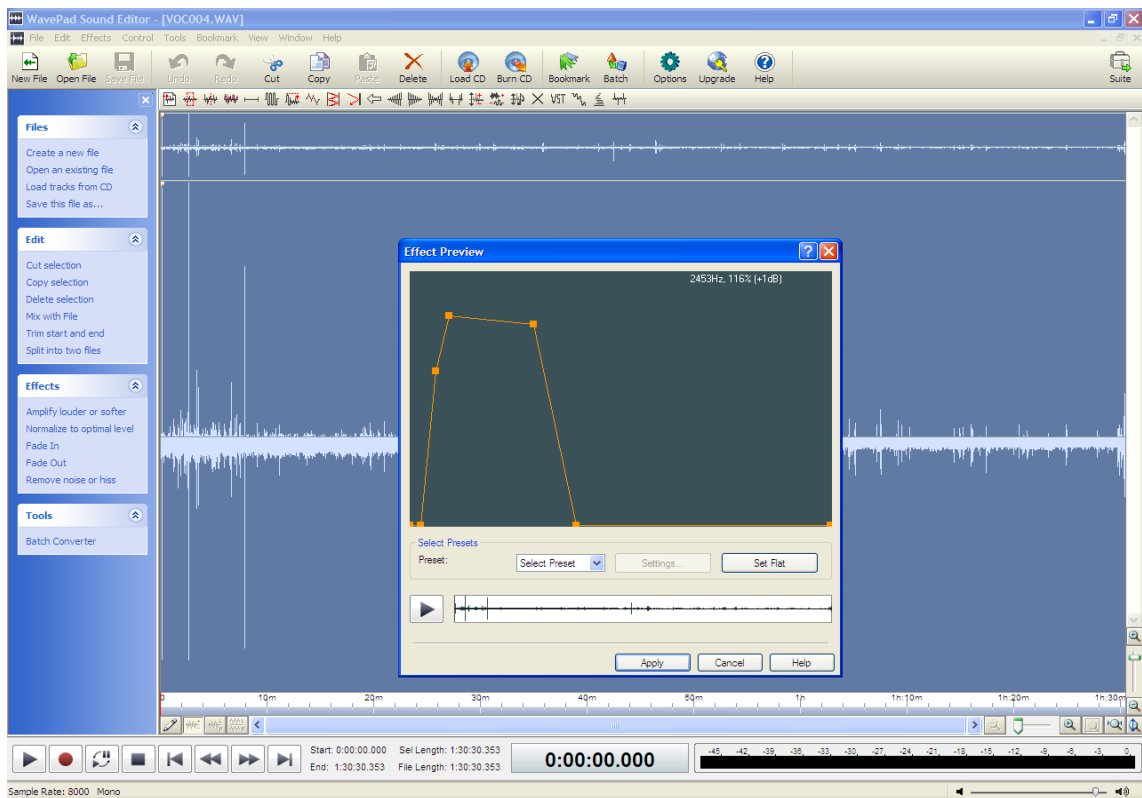 WavePad Sound Editor - [VOC004.WAV]
File Edit Effects Control Tools Bookmark View Window Help
New File Open File Save File Undo Redo Cut Copy Paste Delete Load CD Burn CD Bookmark Batch Options Upgrade Help Suite
VST
Files
Create a new file
Open an existing file
Load tracks from CD
Save this file as...
Edit
Cut selection
Copy selection
Delete selection
Mix with File
Trim start and end
Split into two files
Effects
Amplify louder or softer
Normalize to optimal level
Fade In
Fade Out
Remove noise or hiss
Tools
Batch Converter
Effect Preview
2453Hz, 116% (+1dB)
Select Presets
Preset: Select Preset Settings... Set Flat
Apply Cancel Help
0 10m 20m 30m 40m 50m 1h 1h:10m 1h:20m 1h:30m
Start: 0:00:00.000 Sel Length: 1:30:30.353
End: 1:30:30.353 File Length: 1:30:30.353
0:00:00.000
-45, -42, -39, -36, -33, -30, -27, -24, -21, -18, -15, -12, -9, -6, -3, 0,
Sample Rate: 8000 Mono